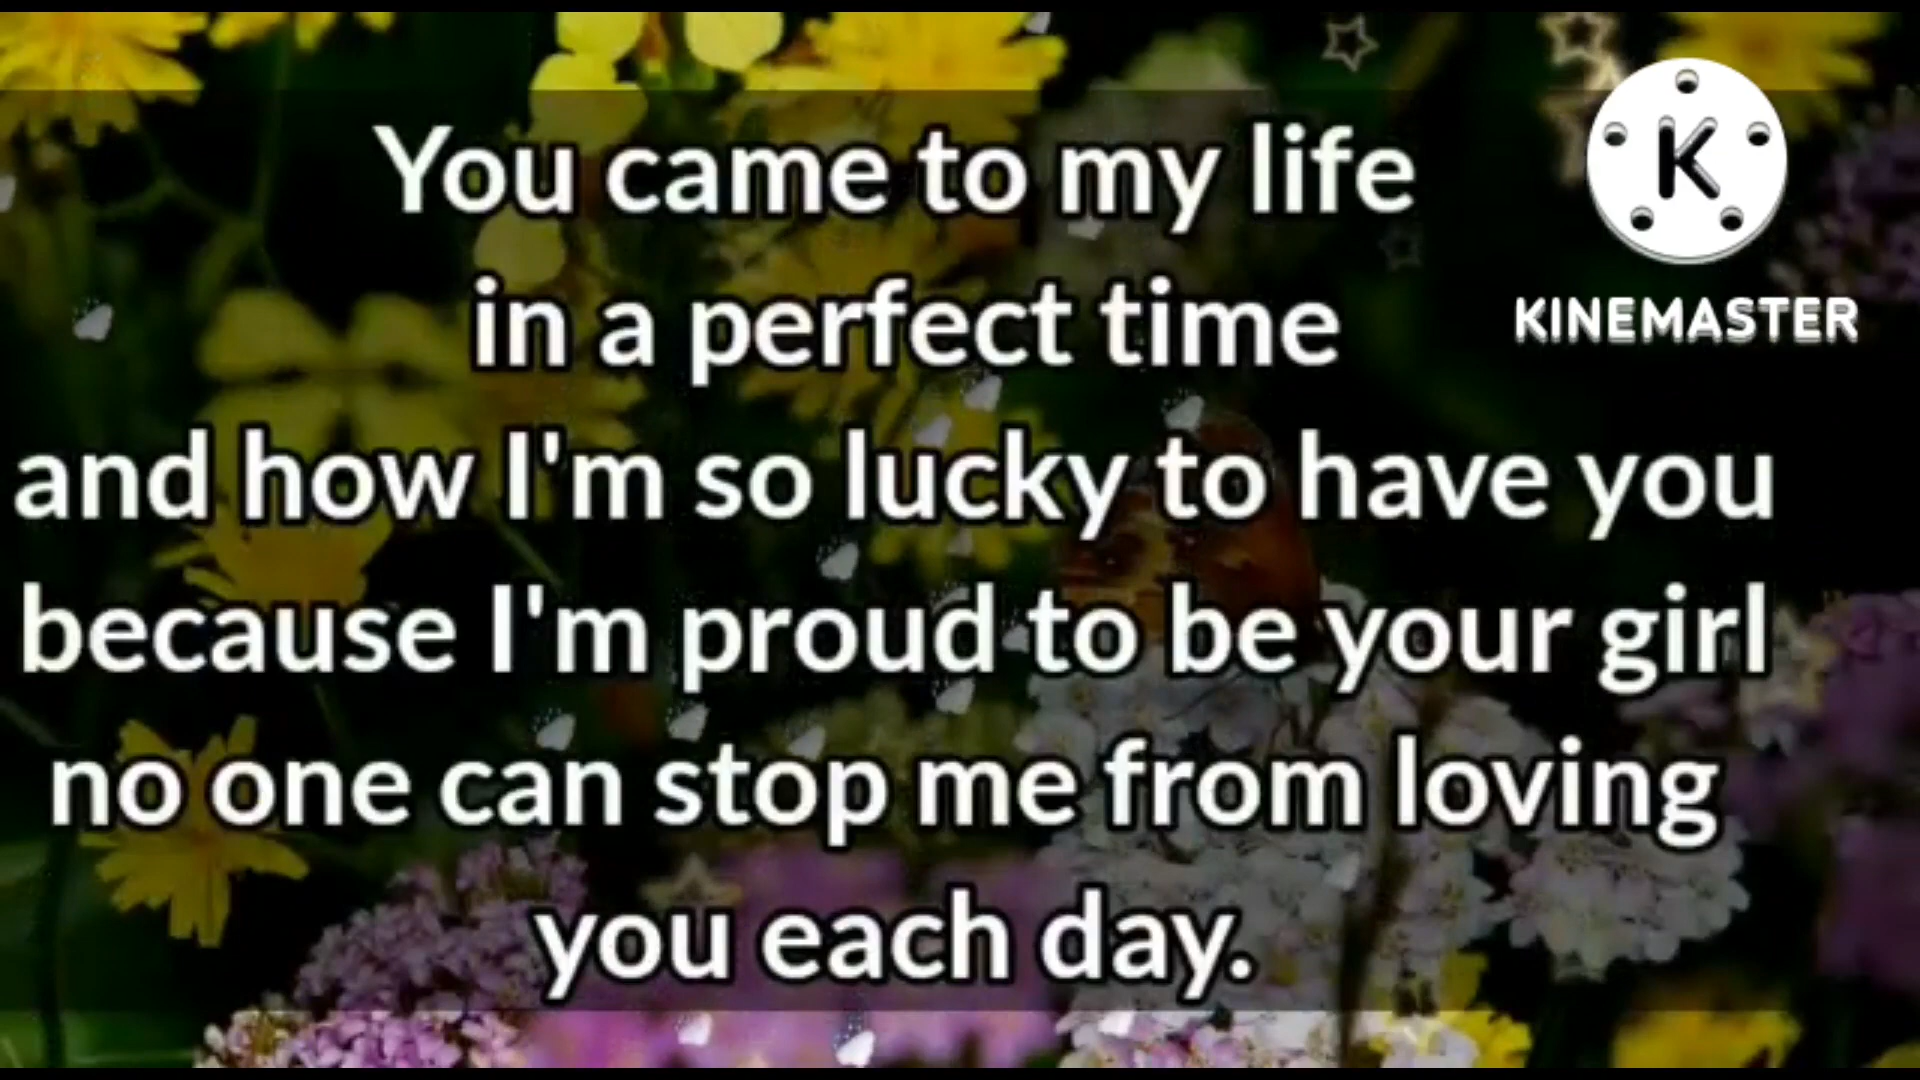 You came to my life
in a perfect time
and how I'm so lucky to have you
because I'm proud to be your girl
no one can stop me from loving
you each day.
K
KINEMASTER